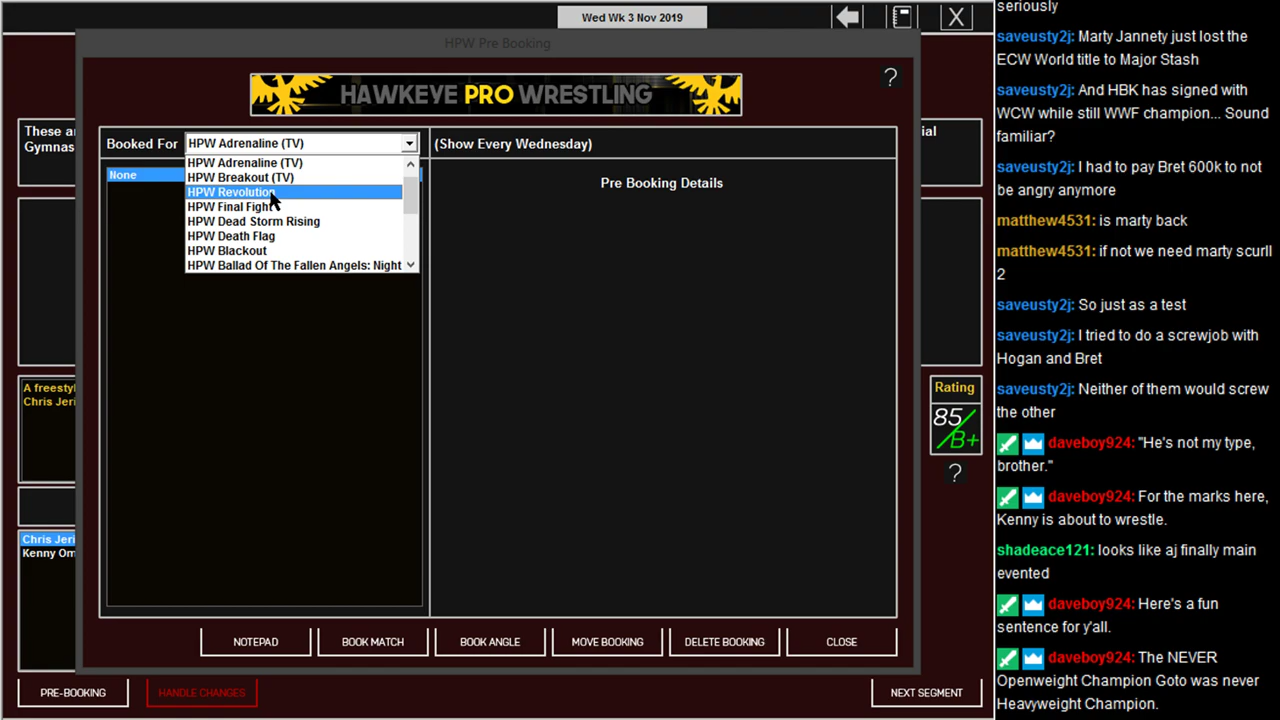 Wed Wk 3 Nov 2019
HPW Pre Booking
HAWKEYE PRO WRESTLING
?
These ar
Gymnas
ial
Booked For HPW Adrenaline (TV)
(Show Every Wednesday)
HPW Adrenaline (TV)
None
HPW Breakout (TV)
HPW Revolution
HPW Final Fight
HPW Dead Storm Rising
HPW Death Flag
HPW Blackout
HPW Ballad Of The Fallen Angels: Night
Pre Booking Details
A freestyl
Chris Jeri
Rating
85/B+
?
Chris Jeri
Kenny Om
NOTEPAD
BOOK MATCH
BOOK ANGLE
MOVE BOOKING
DELETE BOOKING
CLOSE
PRE-BOOKING
HANDLE CHANGES
NEXT SEGMENT
seriously
saveusty2j: Marty Jannety just lost the
ECW World title to Major Stash
saveusty2j: And HBK has signed with
WCW while still WWF champion... Sound
familiar?
saveusty2j: I had to pay Bret 600k to not
be angry anymore
matthew4531: is marty back
matthew4531: if not we need marty scurll
2
saveusty2j: So just as a test
saveusty2j: I tried to do a screwjob with
Hogan and Bret
saveusty2j: Neither of them would screw
the other
daveboy924: "He's not my type,
brother."
daveboy924: For the marks here,
Kenny is about to wrestle.
shadeace121: looks like aj finally main
evented
daveboy924: Here's a fun
sentence for y'all.
daveboy924: The NEVER
Openweight Champion Goto was never
Heavyweight Champion.